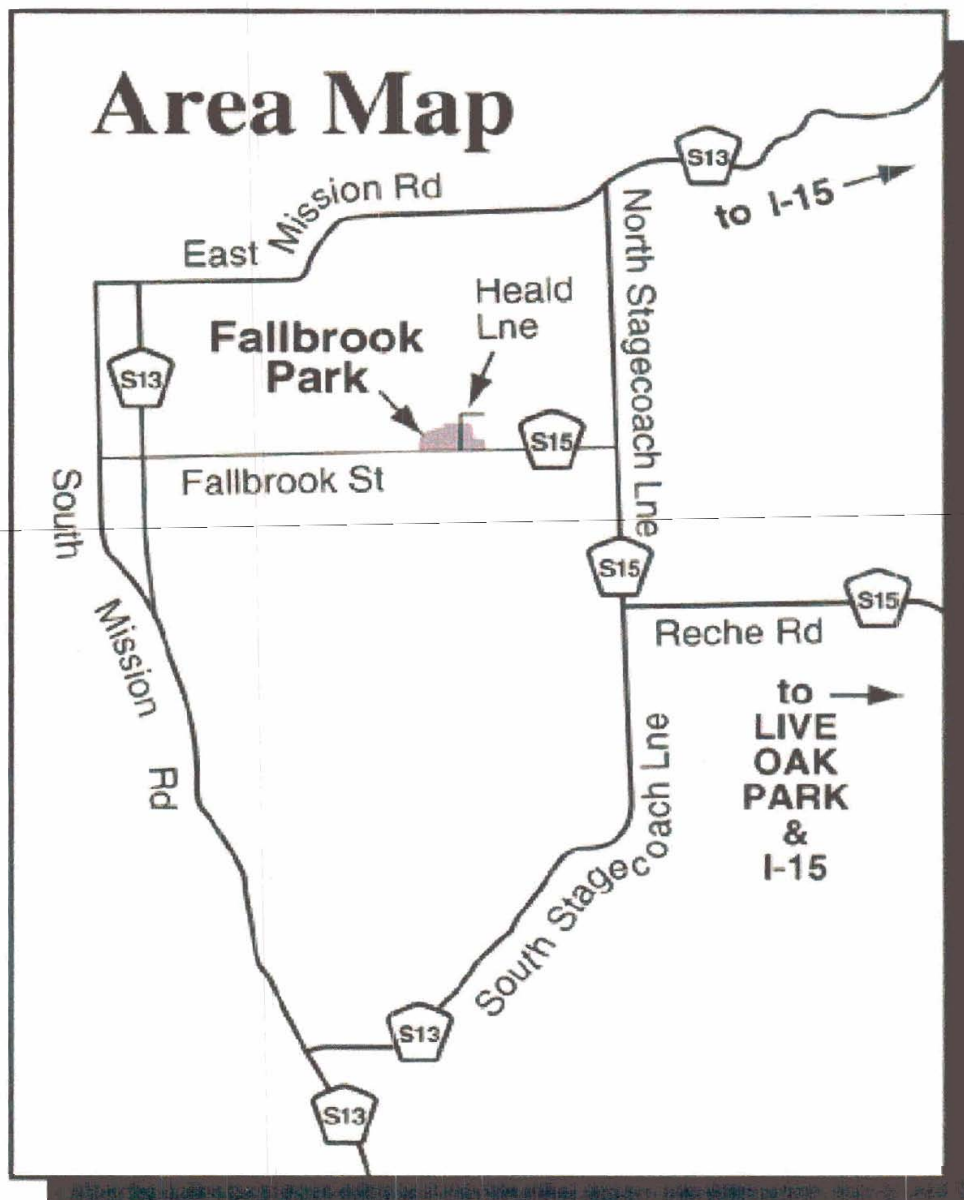 Area Map
S13
to I-15
East Mission Rd
North Stagecoach Lne
Heald
Lne
Fallbrook
Park
S13
S15
Fallbrook St
South Mission Rd
S15
S15
Reche Rd
to
LIVE
OAK
PARK
&
I-15
South Stagecoach Lne
S13
S13